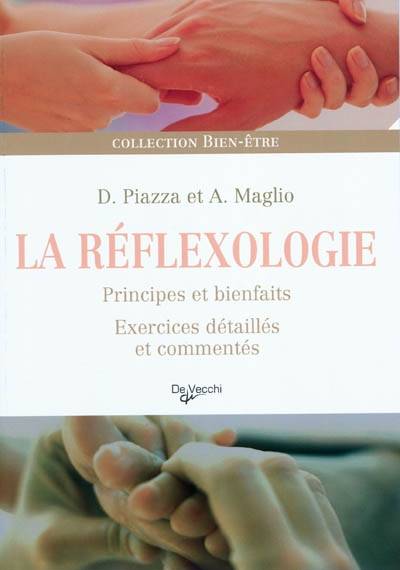 COLLECTION BIEN-ÊTRE
D. Piazza et A. Maglio
LA RÉFLEXOLOGIE
Principes et bienfaits
Exercices détaillés
et commentés
De Vecchi